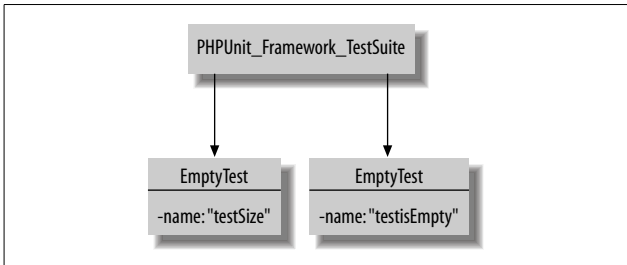 PHPUnit_Framework_TestSuite
EmptyTest
-name:"testSize"
EmptyTest
-name:"testisEmpty"